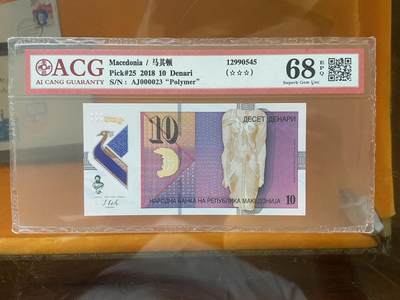 ACG
AI CANG GUARANTY
Macedonia / 马其顿
Pick#25 2018 10 Denari
S/N : AJ000023 "Polymer"
12990545
(☆☆☆)
68 EPQ
Superb Gem Unc
10
ДЕСЕТ ДЕНАРИ
НАРОДНА БАНКА НА РЕПУБЛИКА МАКЕДОНИЈА
10